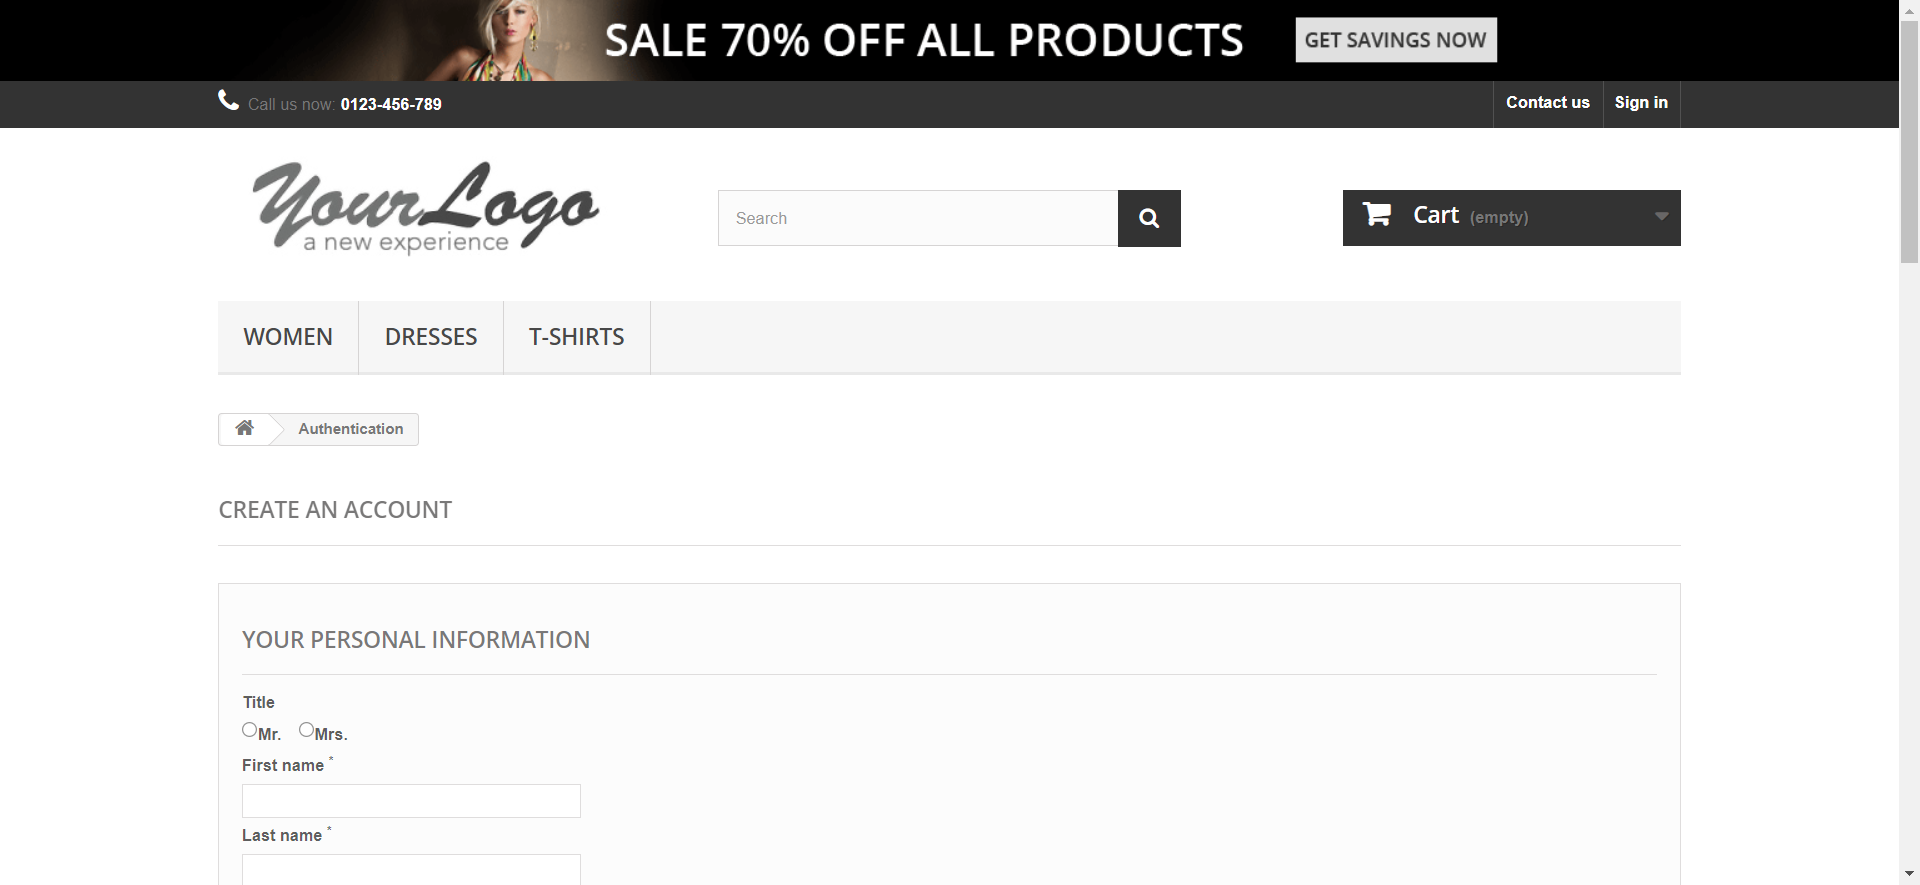 SALE 70% OFF ALL PRODUCTS GET SAVINGS NOW
Call us now: 0123-456-789 Contact us Sign in
YourLogo
a new experience
Search
Cart (empty)
WOMEN DRESSES T-SHIRTS
Authentication
CREATE AN ACCOUNT
YOUR PERSONAL INFORMATION
Title
Mr. Mrs.
First name *
Last name *